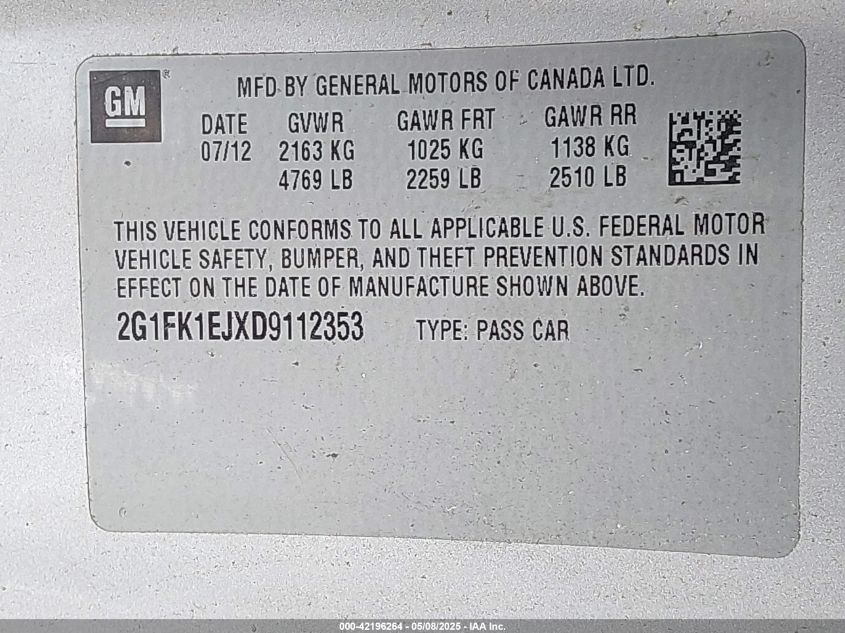 GM®
MFD BY GENERAL MOTORS OF CANADA LTD.
DATE GVWR GAWR FRT GAWR RR
07/12 2163 KG 1025 KG 1138 KG
4769 LB 2259 LB 2510 LB
THIS VEHICLE CONFORMS TO ALL APPLICABLE U.S. FEDERAL MOTOR
VEHICLE SAFETY, BUMPER, AND THEFT PREVENTION STANDARDS IN
EFFECT ON THE DATE OF MANUFACTURE SHOWN ABOVE.
2G1FK1EJXD9112353 TYPE: PASS CAR
000-42196264 - 05/08/2025 - IAA Inc.